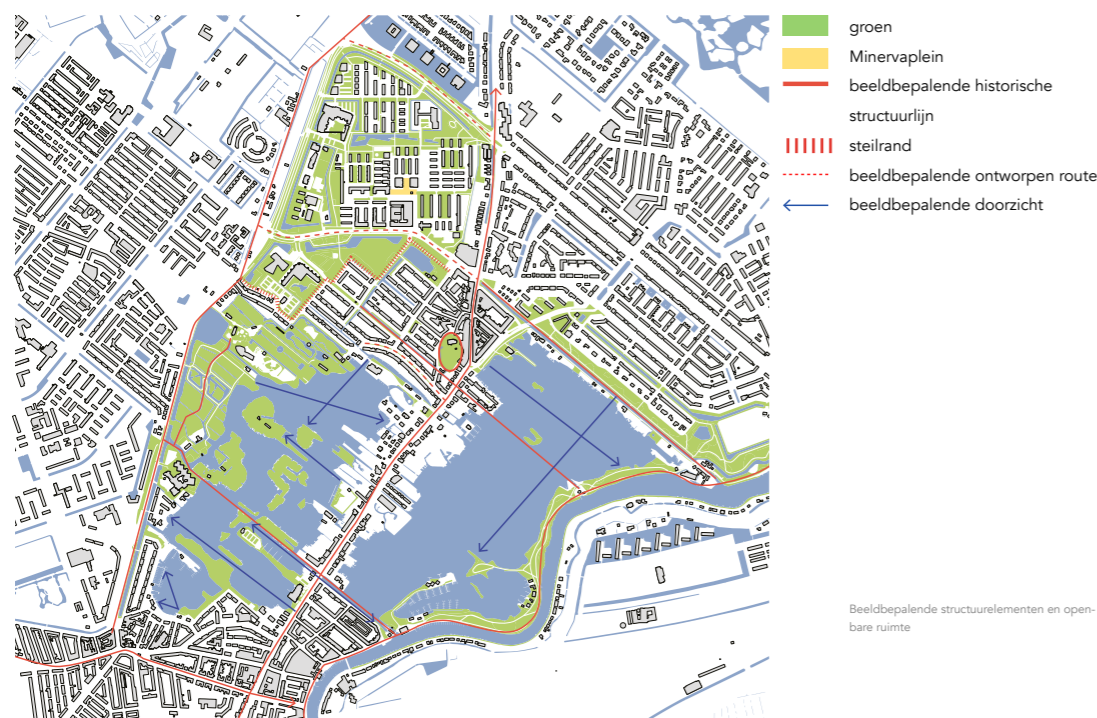 groen
Minervaplein
beeldbepalende historische
structuurlijn
steilrand
beeldbepalende ontworpen route
beeldbepalende doorzicht
Beeldbepalende structuurelementen en open-
bare ruimte